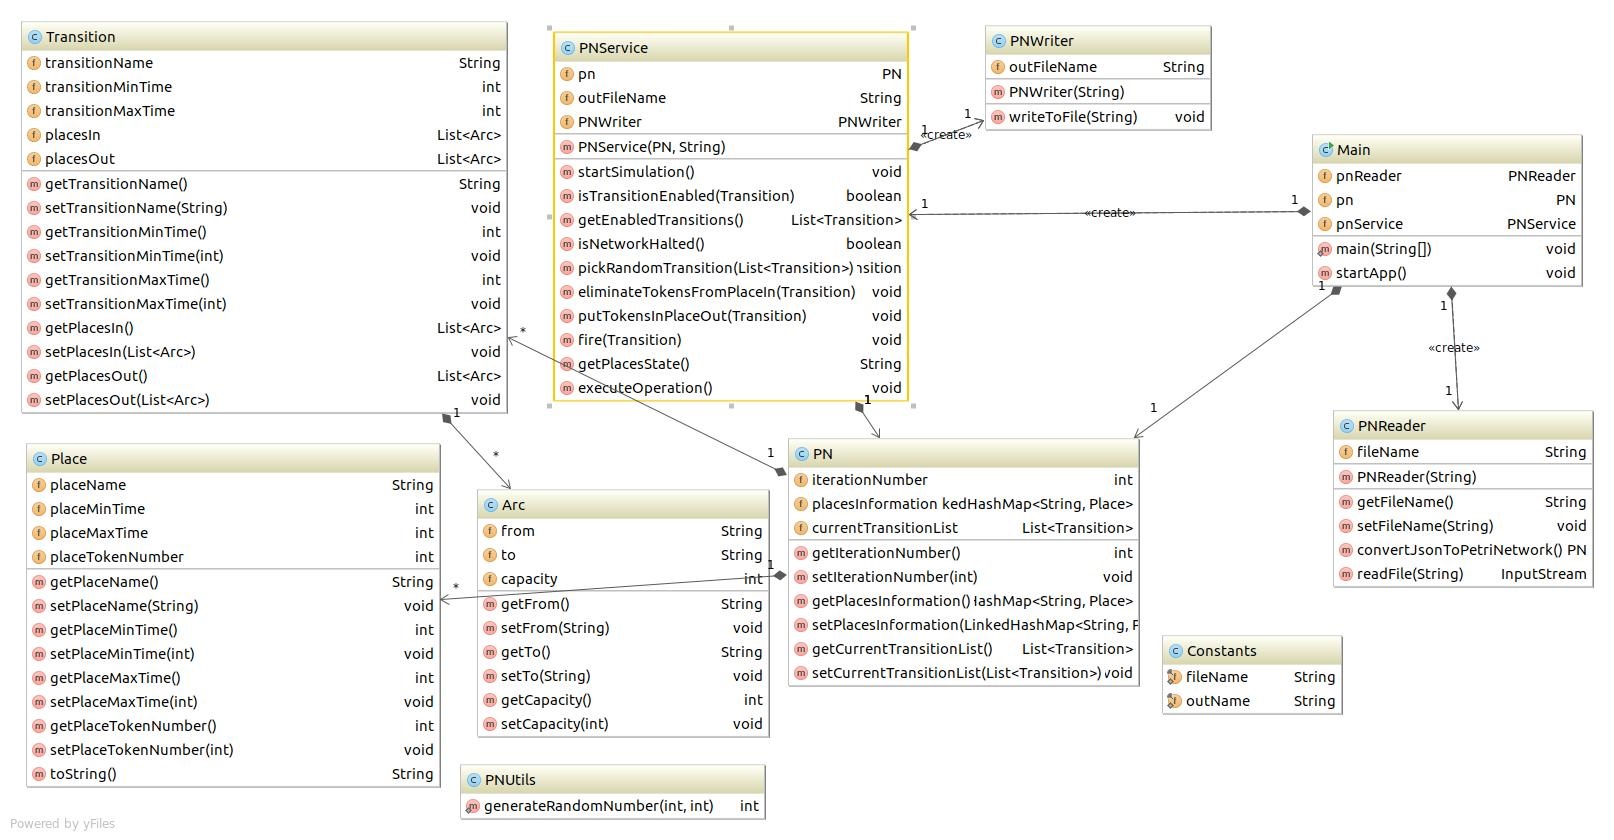 Transition
transitionName String
transitionMinTime int
transitionMaxTime int
placesIn List<Arc>
placesOut List<Arc>
getTransitionName() String
setTransitionName(String) void
getTransitionMinTime() int
setTransitionMinTime(int) void
getTransitionMaxTime() int
setTransitionMaxTime(int) void
getPlacesIn() List<Arc>
setPlacesIn(List<Arc>) void
getPlacesOut() List<Arc>
setPlacesOut(List<Arc>) void
PNService
pn PN
outFileName String
PNWriter PNWriter
PNService(PN, String)
startSimulation() void
isTransitionEnabled(Transition) boolean
getEnabledTransitions() List<Transition>
isNetworkHalted() boolean
pickRandomTransition(List<Transition>) nsition
eliminateTokensFromPlaceIn(Transition) void
putTokensInPlaceOut(Transition) void
fire(Transition) void
getPlacesState() String
executeOperation() void
PNWriter
outFileName String
PNWriter(String)
writeToFile(String) void
1
1
«create»
Main
pnReader PNReader
pn PN
pnService PNService
main(String[]) void
startApp() void
1
«create»
1
1
1
1
«create»
1
*
1
1
*
1
1
*
Place
placeName String
placeMinTime int
placeMaxTime int
placeTokenNumber int
getPlaceName() String
setPlaceName(String) void
getPlaceMinTime() int
setPlaceMinTime(int) void
getPlaceMaxTime() int
setPlaceMaxTime(int) void
getPlaceTokenNumber() int
setPlaceTokenNumber(int) void
toString() String
Arc
from String
to String
capacity int
getFrom() String
setFrom(String) void
getTo() String
setTo(String) void
getCapacity() int
setCapacity(int) void
PN
iterationNumber int
placesInformation kedHashMap<String, Place>
currentTransitionList List<Transition>
getIterationNumber() int
setIterationNumber(int) void
getPlacesInformation() HashMap<String, Place>
setPlacesInformation(LinkedHashMap<String, P
getCurrentTransitionList() List<Transition>
setCurrentTransitionList(List<Transition>) void
PNReader
fileName String
PNReader(String)
getFileName() String
setFileName(String) void
convertJsonToPetriNetwork() PN
readFile(String) InputStream
Constants
fileName String
outName String
PNUtils
generateRandomNumber(int, int) int
Powered by yFiles